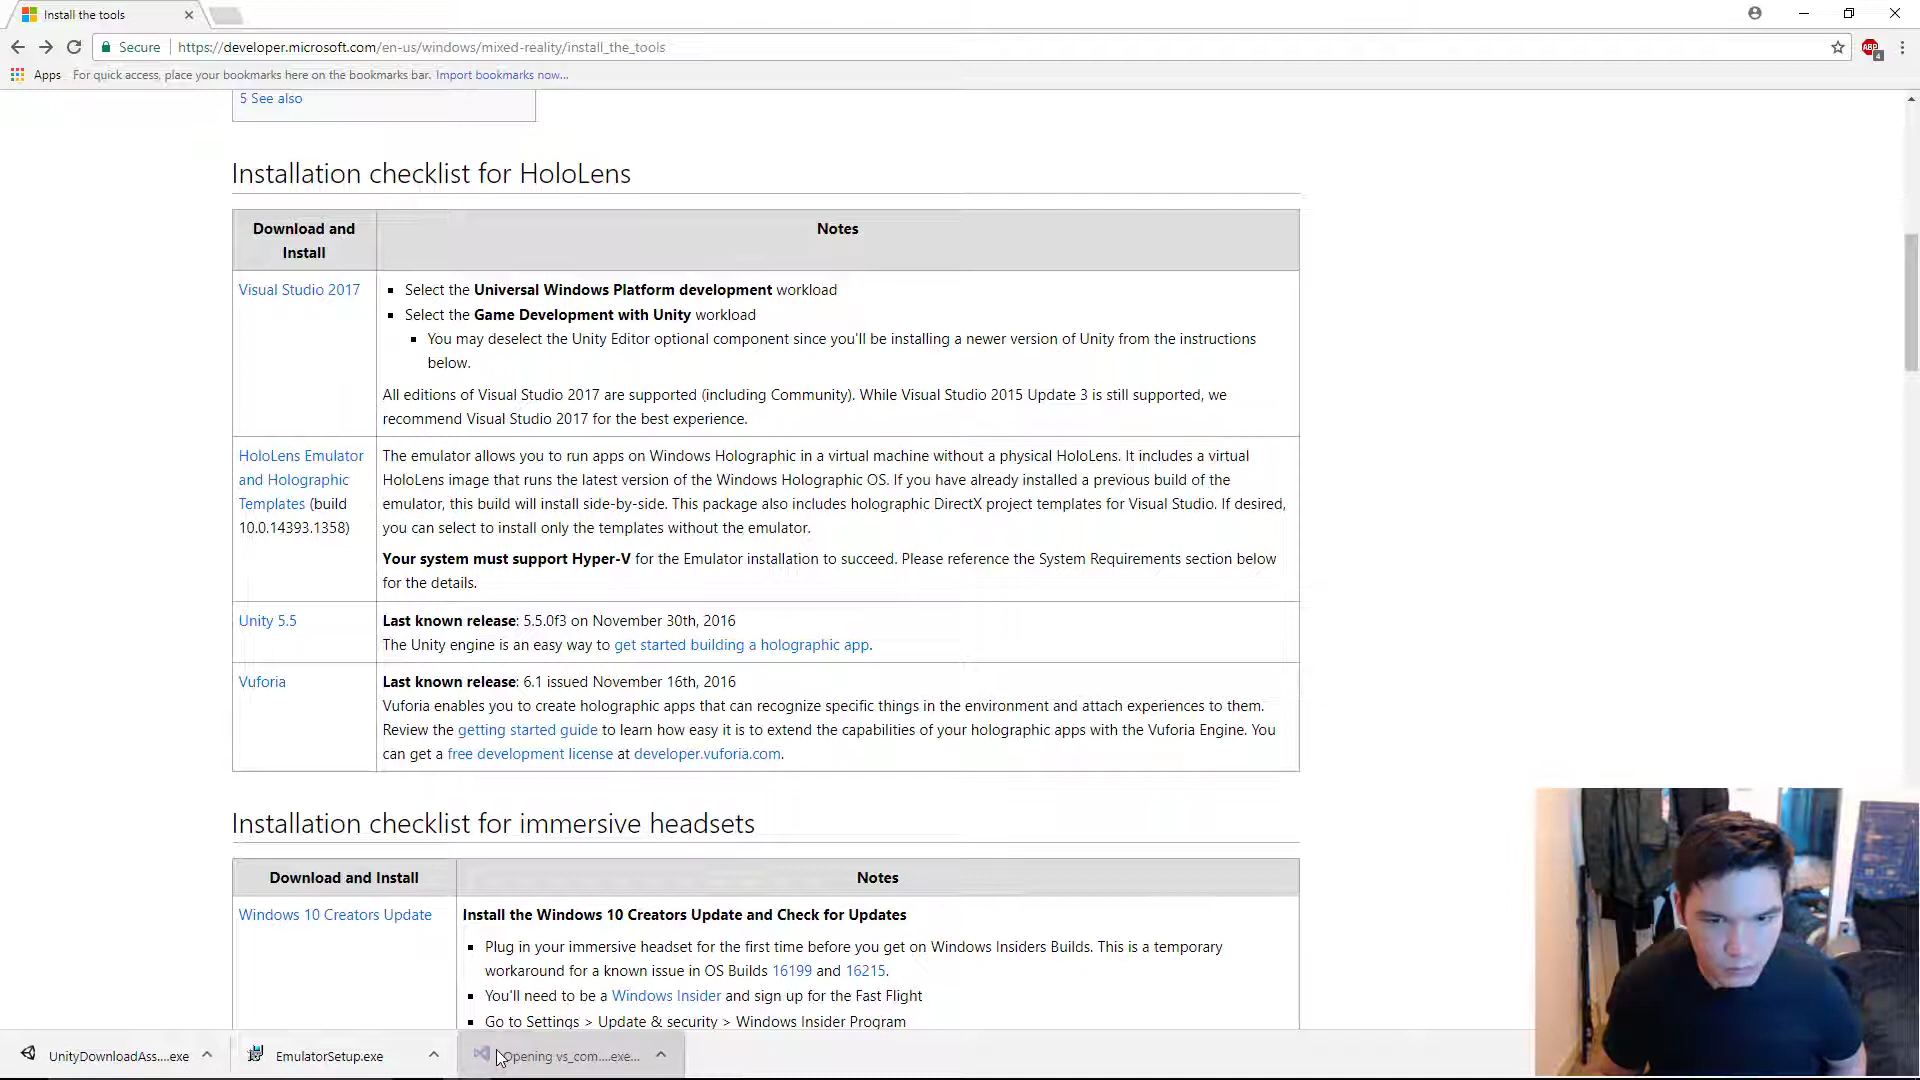 Install the tools
Secure
https://developer.microsoft.com/en-us/windows/mixed-reality/install_the_tools
ABP
4
Apps
For quick access, place your bookmarks here on the bookmarks bar. Import bookmarks now...
5 See also
Installation checklist for HoloLens
Download and
Install
Notes
Visual Studio 2017
Select the Universal Windows Platform development workload
Select the Game Development with Unity workload
You may deselect the Unity Editor optional component since you'll be installing a newer version of Unity from the instructions
below.
All editions of Visual Studio 2017 are supported (including Community). While Visual Studio 2015 Update 3 is still supported, we
recommend Visual Studio 2017 for the best experience.
HoloLens Emulator
and Holographic
Templates (build
10.0.14393.1358)
The emulator allows you to run apps on Windows Holographic in a virtual machine without a physical HoloLens. It includes a virtual
HoloLens image that runs the latest version of the Windows Holographic OS. If you have already installed a previous build of the
emulator, this build will install side-by-side. This package also includes holographic DirectX project templates for Visual Studio. If desired,
you can select to install only the templates without the emulator.
Your system must support Hyper-V for the Emulator installation to succeed. Please reference the System Requirements section below
for the details.
Unity 5.5
Last known release: 5.5.0f3 on November 30th, 2016
The Unity engine is an easy way to get started building a holographic app.
Vuforia
Last known release: 6.1 issued November 16th, 2016
Vuforia enables you to create holographic apps that can recognize specific things in the environment and attach experiences to them.
Review the getting started guide to learn how easy it is to extend the capabilities of your holographic apps with the Vuforia Engine. You
can get a free development license at developer.vuforia.com.
Installation checklist for immersive headsets
Download and Install
Notes
Windows 10 Creators Update
Install the Windows 10 Creators Update and Check for Updates
Plug in your immersive headset for the first time before you get on Windows Insiders Builds. This is a temporary
workaround for a known issue in OS Builds 16199 and 16215.
You'll need to be a Windows Insider and sign up for the Fast Flight
Go to Settings > Update & security > Windows Insider Program
UnityDownloadAss....exe
EmulatorSetup.exe
Opening vs_com....exe...